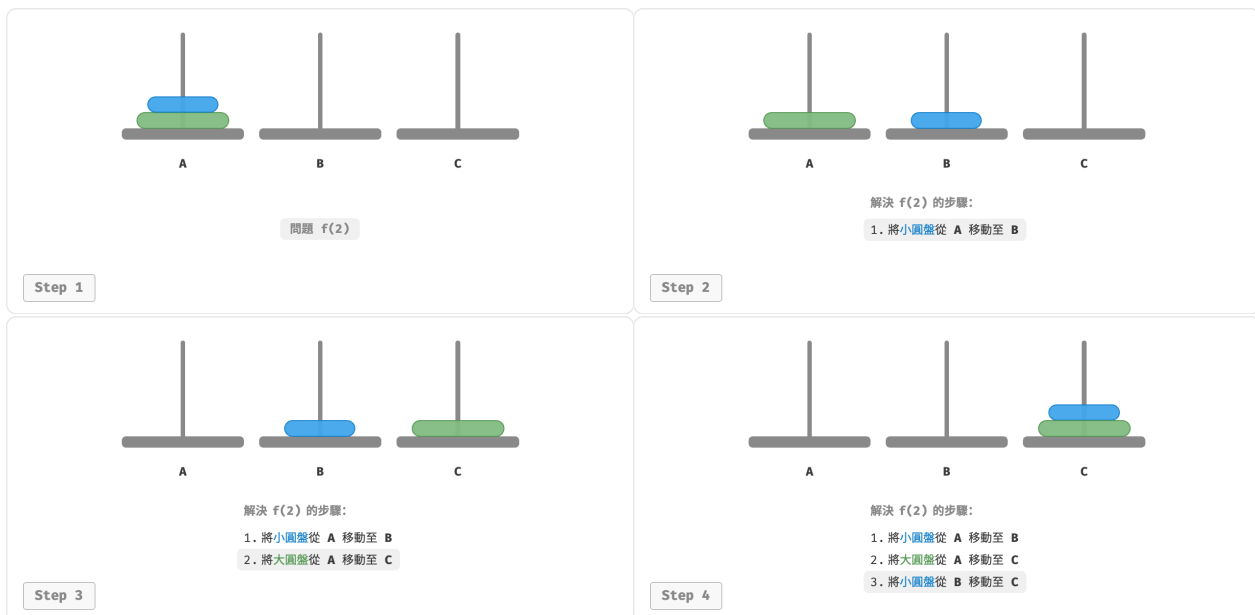 A B C
問題 f(2)
Step 1
A B C
解決 f(2) 的步驟：
1. 將小圓盤從 A 移動至 B
Step 2
A B C
解決 f(2) 的步驟：
1. 將小圓盤從 A 移動至 B
2. 將大圓盤從 A 移動至 C
Step 3
A B C
解決 f(2) 的步驟：
1. 將小圓盤從 A 移動至 B
2. 將大圓盤從 A 移動至 C
3. 將小圓盤從 B 移動至 C
Step 4